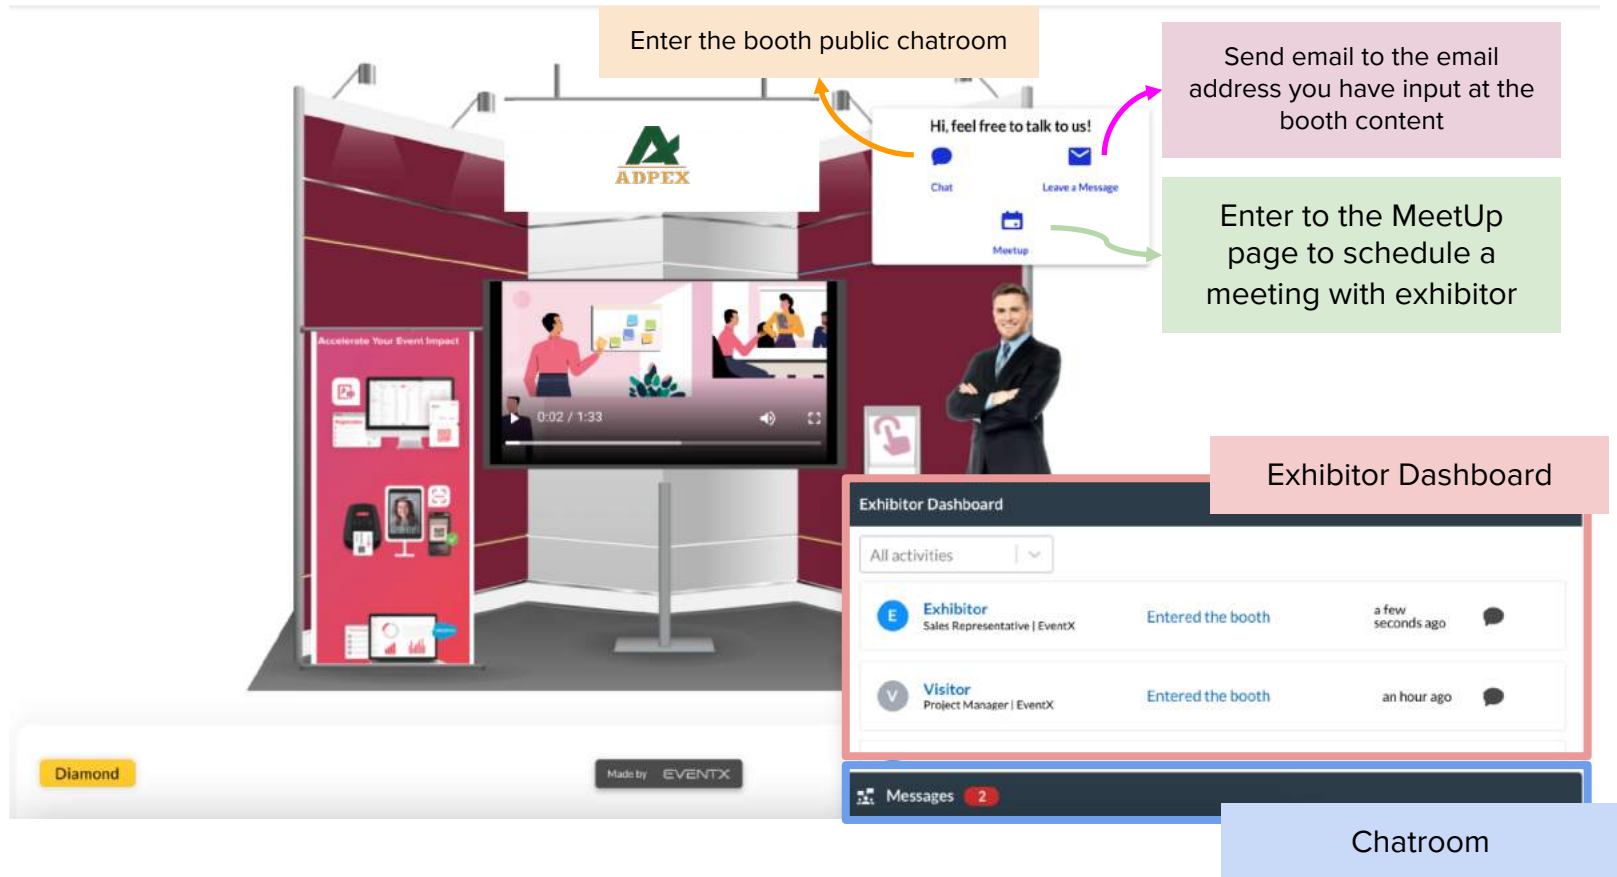 Enter the booth public chatroom
Send email to the email
address you have input at the
booth content
Hi, feel free to talk to us!
Chat
Leave a Message
Meetup
Enter to the MeetUp
page to schedule a
meeting with exhibitor
ADPEX
Accelerate Your Event Impact
0:02 / 1:33
Exhibitor Dashboard
Exhibitor Dashboard
All activities
E
Exhibitor
Sales Representative | EventX
Entered the booth
a few
seconds ago
V
Visitor
Project Manager | EventX
Entered the booth
an hour ago
Diamond
Made by EVENTX
Messages 2
Chatroom